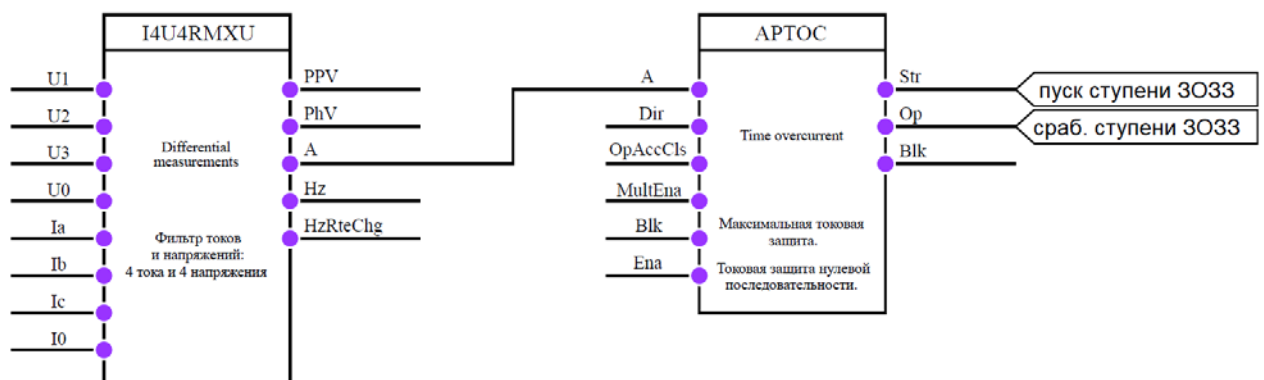 I4U4RMXU
U1
U2
U3
U0
Ia
Ib
Ic
I0
Differential
measurements
Фильтр токов
и напряжений:
4 тока и 4 напряжения
PPV
PhV
A
Hz
HzRteChg
APTOC
A
Dir
OpAccCls
MultEna
Blk
Ena
Time overcurrent
Максимальная токовая
защита.
Токовая защита нулевой
последовательности.
Str
Op
Blk
пуск ступени ЗОЗЗ
сраб. ступени ЗОЗЗ